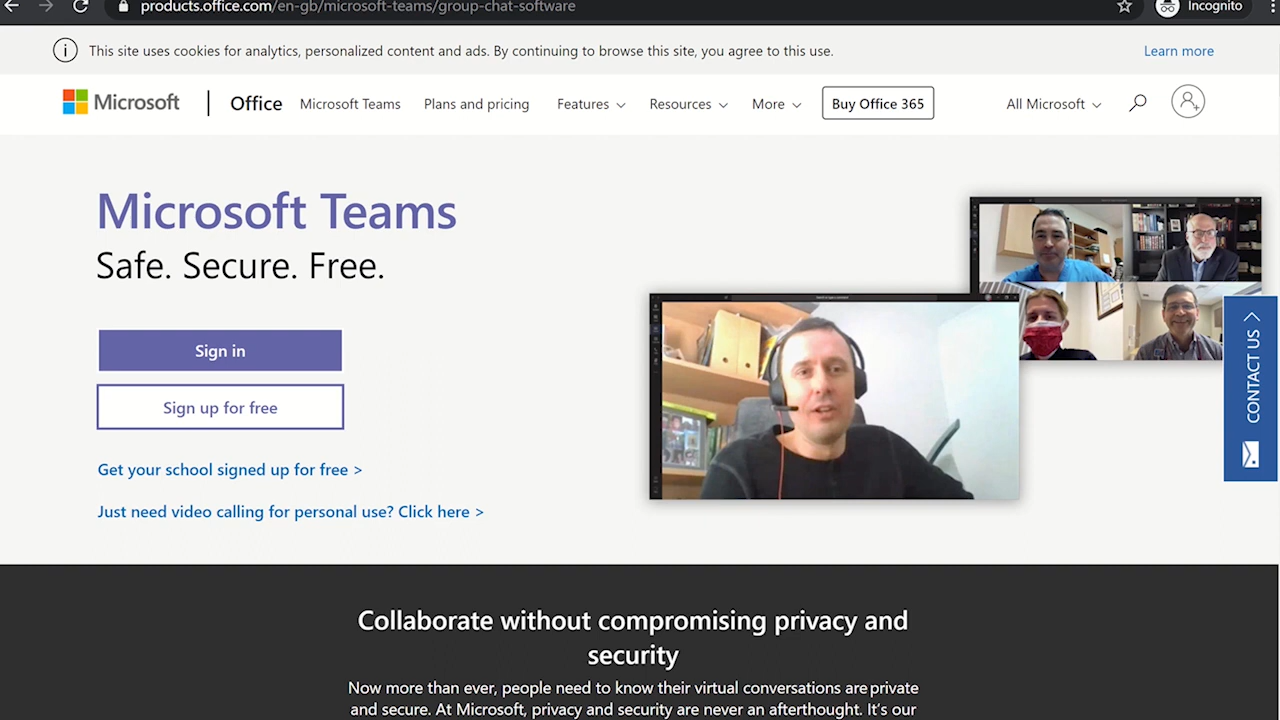 products.office.com/en-gb/microsoft-teams/group-chat-software
Incognito
This site uses cookies for analytics, personalized content and ads. By continuing to browse this site, you agree to this use.
Learn more
Microsoft
Office
Microsoft Teams
Plans and pricing
Features
Resources
More
Buy Office 365
All Microsoft
Microsoft Teams
Safe. Secure. Free.
Sign in
Sign up for free
Get your school signed up for free >
Just need video calling for personal use? Click here >
CONTACT US
Collaborate without compromising privacy and
security
Now more than ever, people need to know their virtual conversations are private
and secure. At Microsoft, privacy and security are never an afterthought. It's our